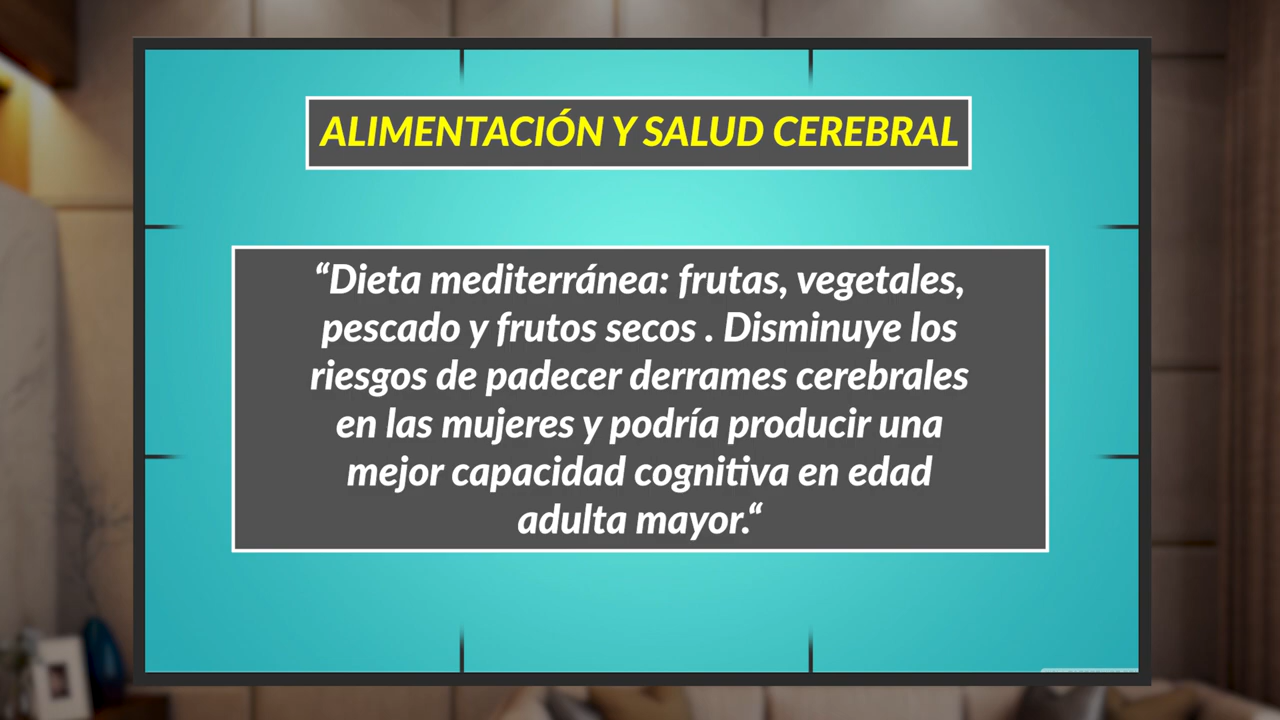 ALIMENTACIÓN Y SALUD CEREBRAL
“Dieta mediterránea: frutas, vegetales,
pescado y frutos secos . Disminuye los
riesgos de padecer derrames cerebrales
en las mujeres y podría producir una
mejor capacidad cognitiva en edad
adulta mayor.“